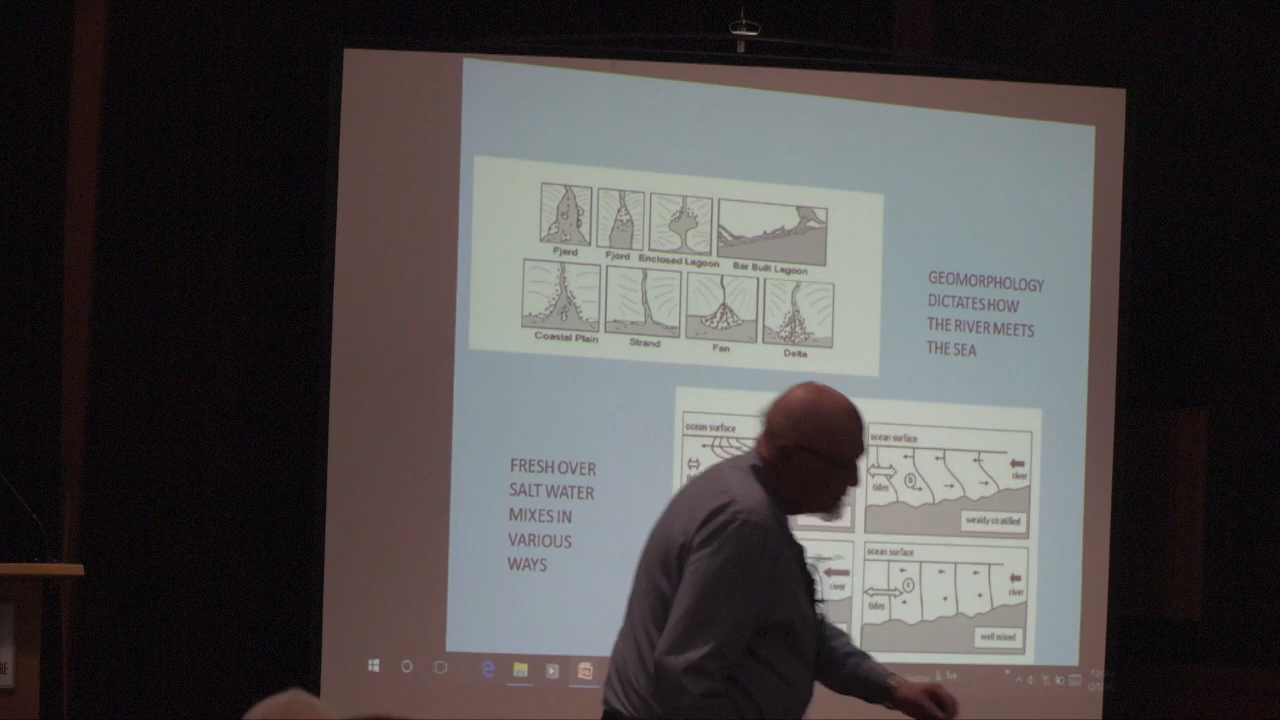 Fjard
Fjord
Enclosed Lagoon
Bar Built Lagoon
Coastal Plain
Strand
Fan
Delta
GEOMORPHOLOGY
DICTATES HOW
THE RIVER MEETS
THE SEA
FRESH OVER
SALT WATER
MIXES IN
VARIOUS
WAYS
ocean surface
ocean surface
tides
river
weakly stratified
river
ocean surface
tides
river
well mixed